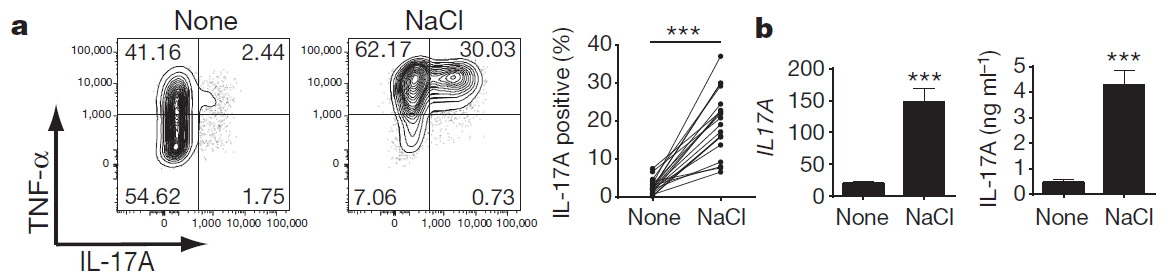 a
None
NaCl
100,000
10,000
1,000
0
41.16
2.44
54.62
1.75
0
1,000
10,000
100,000
100,000
10,000
1,000
0
62.17
30.03
7.06
0.73
0
1,000
10,000
100,000
TNF-α
IL-17A
IL-17A positive (%)
40
30
20
10
0
***
None
NaCl
b
IL17A
200
150
100
50
0
***
None
NaCl
IL-17A (ng ml⁻¹)
5
4
3
2
1
0
***
None
NaCl